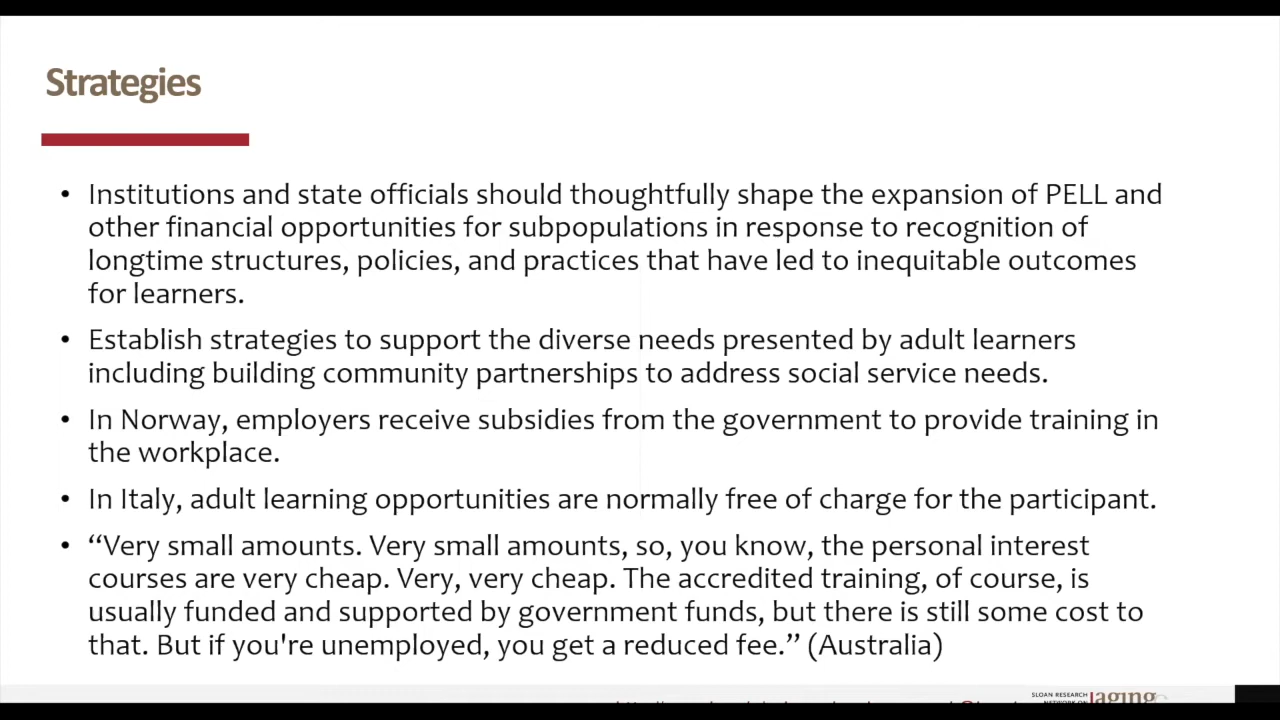 Strategies
• Institutions and state officials should thoughtfully shape the expansion of PELL and
other financial opportunities for subpopulations in response to recognition of
longtime structures, policies, and practices that have led to inequitable outcomes
for learners.
• Establish strategies to support the diverse needs presented by adult learners
including building community partnerships to address social service needs.
• In Norway, employers receive subsidies from the government to provide training in
the workplace.
• In Italy, adult learning opportunities are normally free of charge for the participant.
• “Very small amounts. Very small amounts, so, you know, the personal interest
courses are very cheap. Very, very cheap. The accredited training, of course, is
usually funded and supported by government funds, but there is still some cost to
that. But if you're unemployed, you get a reduced fee.” (Australia)
SLOAN RESEARCH
NETWORK ON
aging